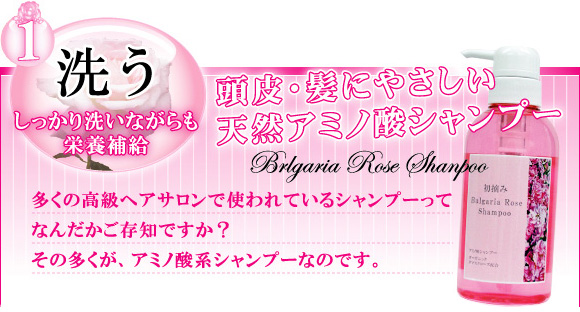 1
洗う
しっかり洗いながらも
栄養補給
頭皮・髪にやさしい
天然アミノ酸シャンプー
Brlgaria Rose Shanpoo
多くの高級ヘアサロンで使われているシャンプーって
なんだかご存知ですか？
その多くが、アミノ酸系シャンプーなのです。
初摘み
Bulgaria Rose
Shampoo